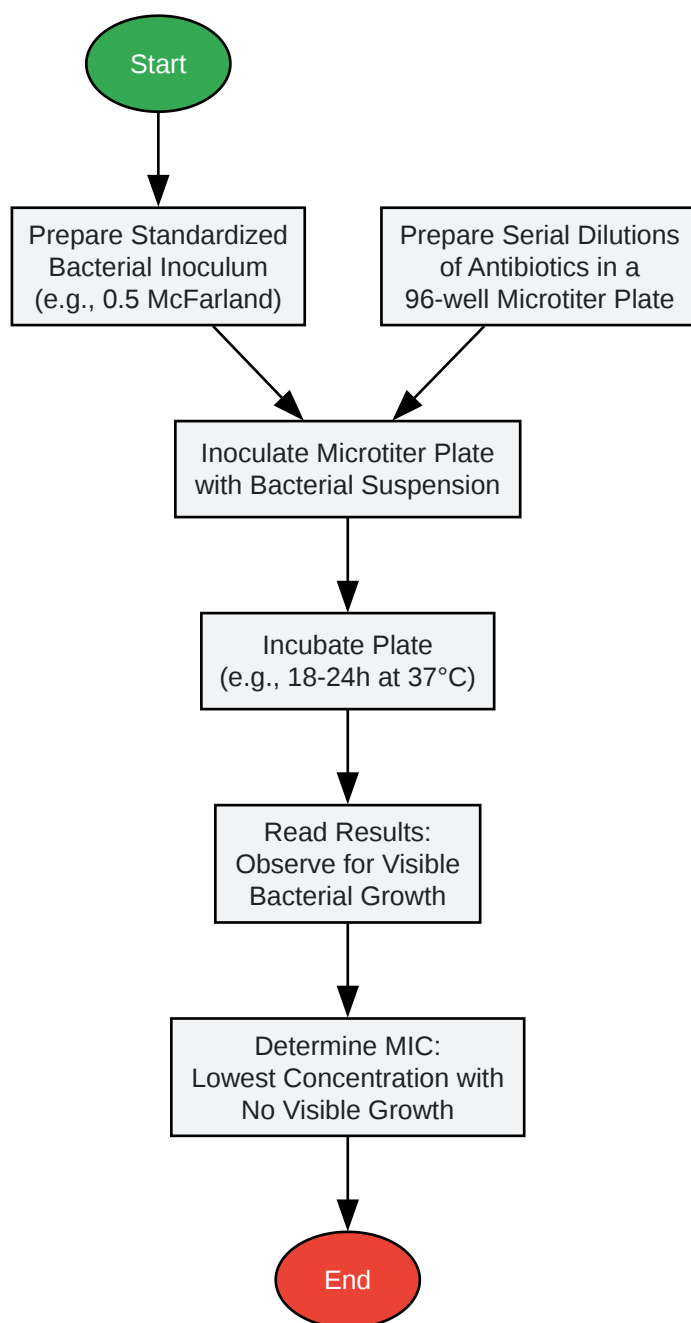 Start
Prepare Standardized
Bacterial Inoculum
(e.g., 0.5 McFarland)
Prepare Serial Dilutions
of Antibiotics in a
96-well Microtiter Plate
Inoculate Microtiter Plate
with Bacterial Suspension
Incubate Plate
(e.g., 18-24h at 37°C)
Read Results:
Observe for Visible
Bacterial Growth
Determine MIC:
Lowest Concentration with
No Visible Growth
End